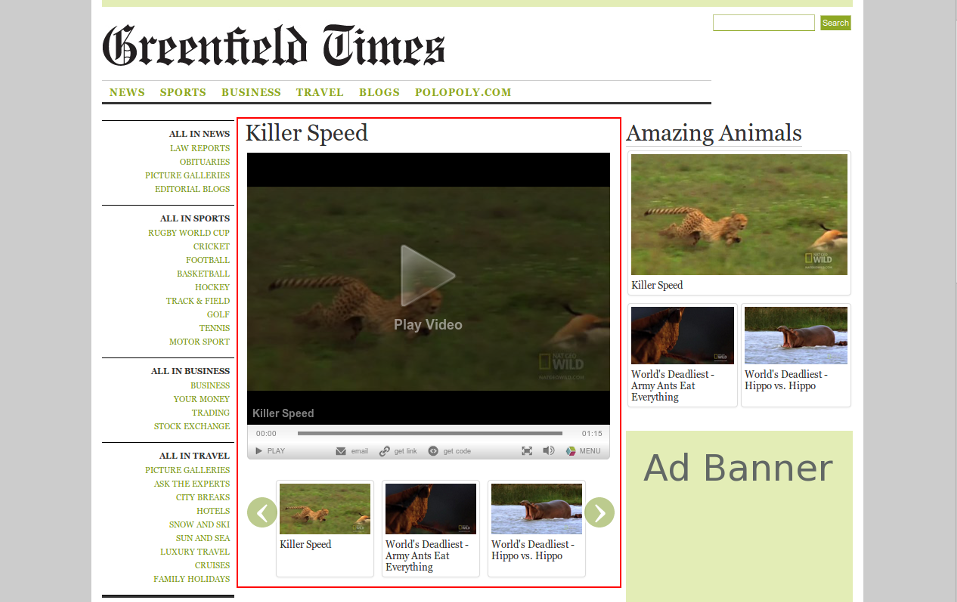 Greenfield Times
Search
NEWS SPORTS BUSINESS TRAVEL BLOGS POLOPOLY.COM
ALL IN NEWS
LAW REPORTS
OBITUARIES
PICTURE GALLERIES
EDITORIAL BLOGS
ALL IN SPORTS
RUGBY WORLD CUP
CRICKET
FOOTBALL
BASKETBALL
HOCKEY
TRACK & FIELD
GOLF
TENNIS
MOTOR SPORT
ALL IN BUSINESS
BUSINESS
YOUR MONEY
TRADING
STOCK EXCHANGE
ALL IN TRAVEL
PICTURE GALLERIES
ASK THE EXPERTS
CITY BREAKS
HOTELS
SNOW AND SKI
SUN AND SEA
LUXURY TRAVEL
CRUISES
FAMILY HOLIDAYS
Killer Speed
Play Video
WILD
Killer Speed
00:00 01:15
PLAY email get link get code MENU
Killer Speed
World's Deadliest -
Army Ants Eat
Everything
World's Deadliest -
Hippo vs. Hippo
Amazing Animals
WILD
Killer Speed
World's Deadliest -
Army Ants Eat
Everything
World's Deadliest -
Hippo vs. Hippo
Ad Banner